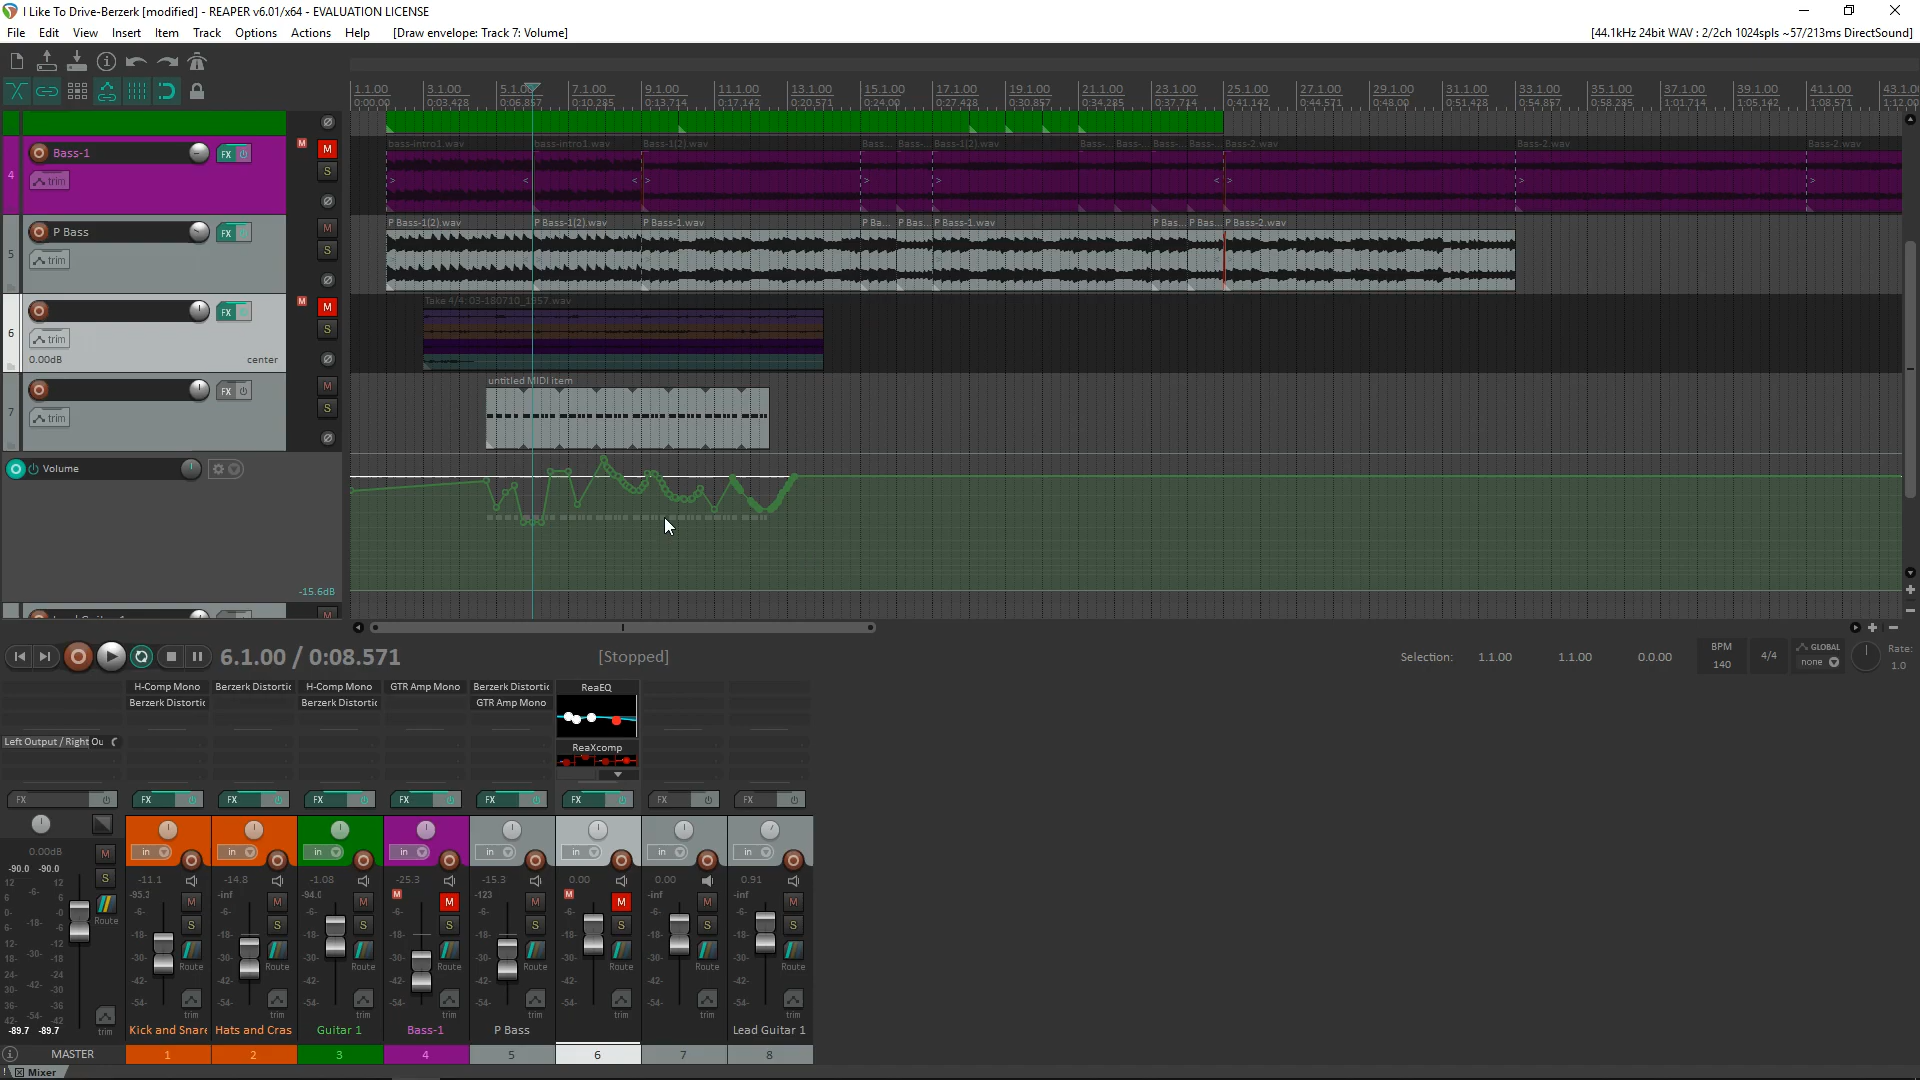 I Like To Drive-Berzerk [modified] - REAPER v6.01/x64 - EVALUATION LICENSE
File Edit View Insert Item Track Options Actions Help [Draw envelope: Track 7: Volume] [44.1kHz 24bit WAV : 2/2ch 1024spls ~57/213ms DirectSound]
1.1.00 3.1.00 7.1.00 9.1.00 11.1.00 13.1.00 15.1.00 17.1.00 19.1.00 21.1.00 23.1.00 25.1.00 27.1.00 29.1.00 31.1.00 33.1.00 35.1.00 37.1.00 39.1.00 41.1.00
0:00.00 0:03.428 0:06.857 0:10.285 0:13.714 0:17.142 0:20.571 0:24.00 0:27.428 0:30.857 0:34.285 0:37.714 0:41.142 0:44.571 0:48.00 0:51.428 0:54.857 0:58.285 1:01.714 1:05.142 1:08.571
bass-intro1.wav bass-intro1.wav Bass-1(2).wav Bass... Bass-... Bass-1(2).wav Bass-... Bass-... Bass-... Bass-... Bass-2.wav Bass-2.wav Bass-2.wav
4 Bass-1 FX M M
trim S
P Bass-1(2).wav P Bass-1(2).wav P Bass-1.wav P Ba... P Bas... P Bass-1.wav P Bas... P Bas... P Bass-2.wav
5 P Bass FX M
trim S
Take 4/4: 03-180710_1957.wav
6 FX M M
trim S
0.00dB center
untitled MIDI item
7 FX M
trim S
Volume
-15.6dB
6.1.00 / 0:08.571 [Stopped] Selection: 1.1.00 1.1.00 0.0.00 BPM 140 4/4 GLOBAL none Rate: 1.0
H-Comp Mono Berzerk Distortic H-Comp Mono GTR Amp Mono Berzerk Distortic ReaEQ
Berzerk Distortic Berzerk Distortic GTR Amp Mono
Left Output / Right Ou
ReaXcomp
FX FX FX FX FX FX FX FX FX
in in in in in in in in
0.00dB M -11.1 -14.8 -1.08 -25.3 -15.3 0.00 0.00 0.91
-90.0 -90.0 S -95.3 -inf -94.0 M -123 M -inf -inf
M M M M M M M M
S S S S S S S S
Route Route Route Route Route Route Route Route Route
trim trim trim trim trim trim trim trim trim
-89.7 -89.7 Kick and Snare Hats and Cras Guitar 1 Bass-1 P Bass Lead Guitar 1
MASTER 1 2 3 4 5 6 7 8
Mixer